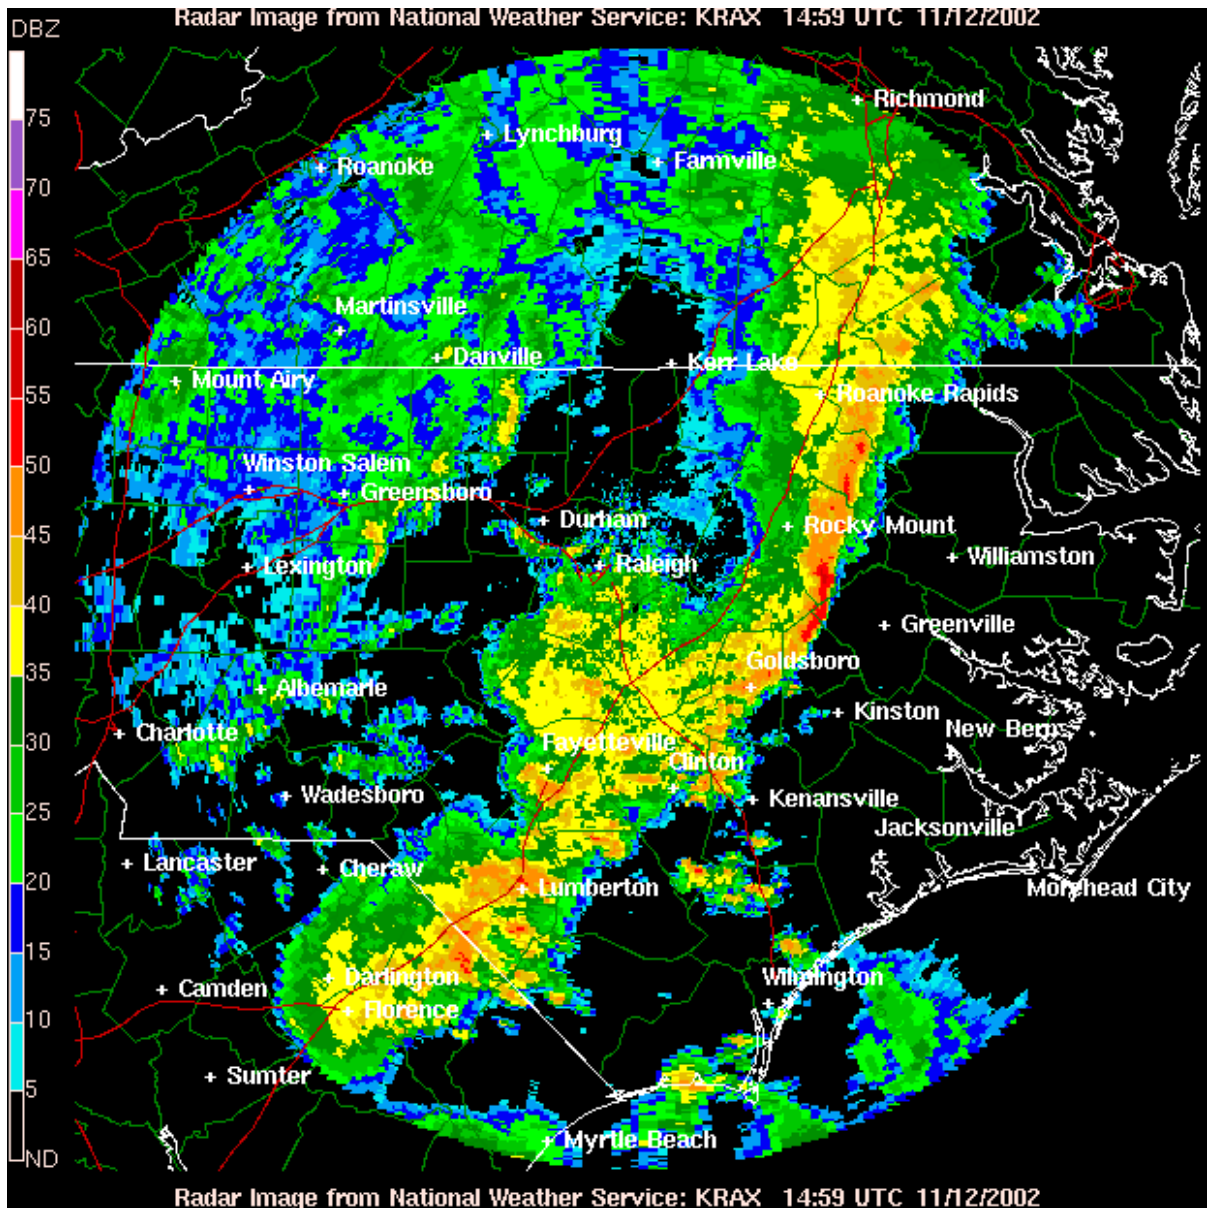 Radar Image from National Weather Service: KRAX 14:59 UTC 11/12/2002
DBZ
Richmond
75
Lynchburg
Farmville
Roanoke
70
65
Martinsville
60
Danville
Kerr Lake
Mount Airy
55
Roanoke Rapids
50
Winston Salem
Greensboro
Durham
Rocky Mount
45
Williamston
Lexington
Raleigh
40
Greenville
Goldsboro
35
Albemarle
Kinston
Charlotte
New Bern
30
Fayetteville
Clinton
Wadesboro
Kenansville
25
Jacksonville
Lancaster
Cheraw
20
Lumberton
Morehead City
15
Darlington
Wilmington
Camden
Florence
10
Sumter
5
Myrtle Beach
ND
Radar Image from National Weather Service: KRAX 14:59 UTC 11/12/2002